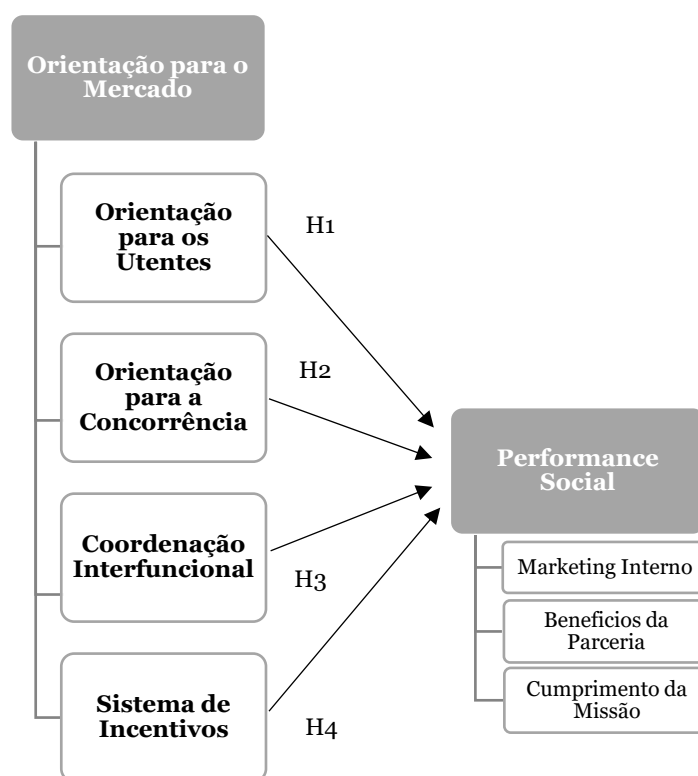 Orientação para o
Mercado
Orientação
para os
Utentes
H1
Orientação
para a
Concorrência
H2
Coordenação
Interfuncional
H3
Sistema de
Incentivos
H4
Performance
Social
Marketing Interno
Beneficios da
Parceria
Cumprimento da
Missão